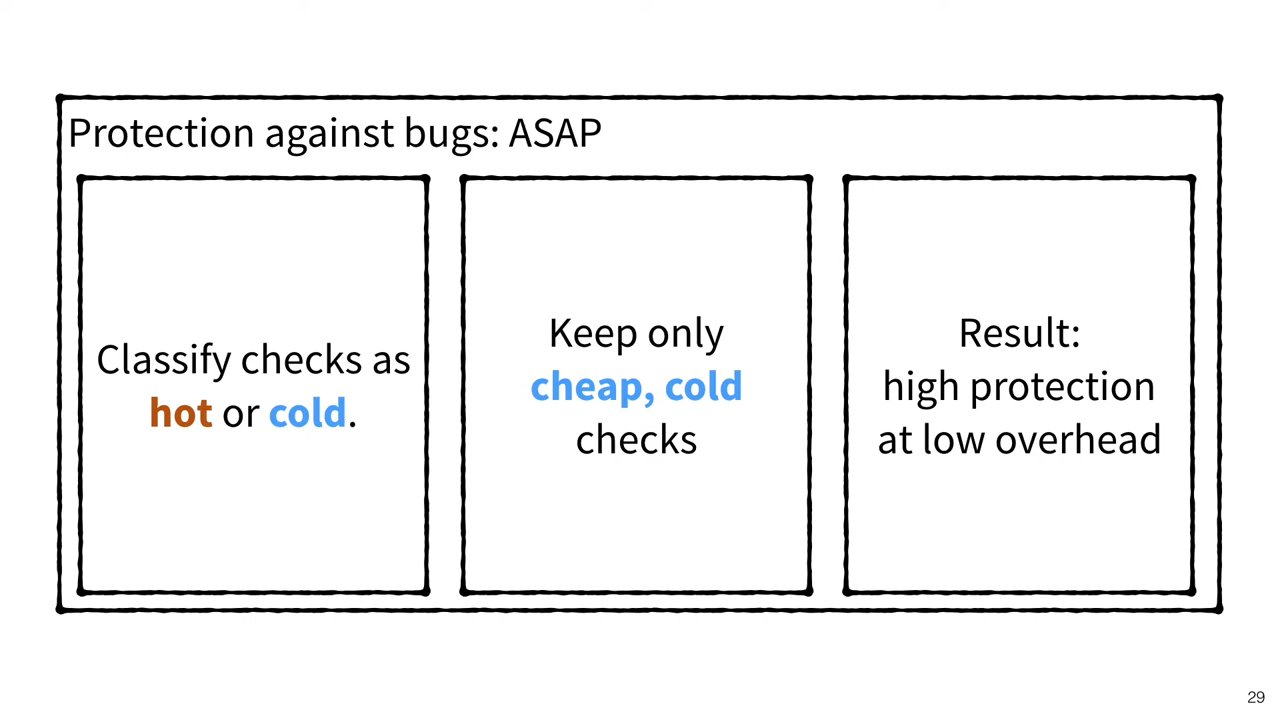 Protection against bugs: ASAP
Classify checks as
hot or cold.
Keep only
cheap, cold
checks
Result:
high protection
at low overhead
29